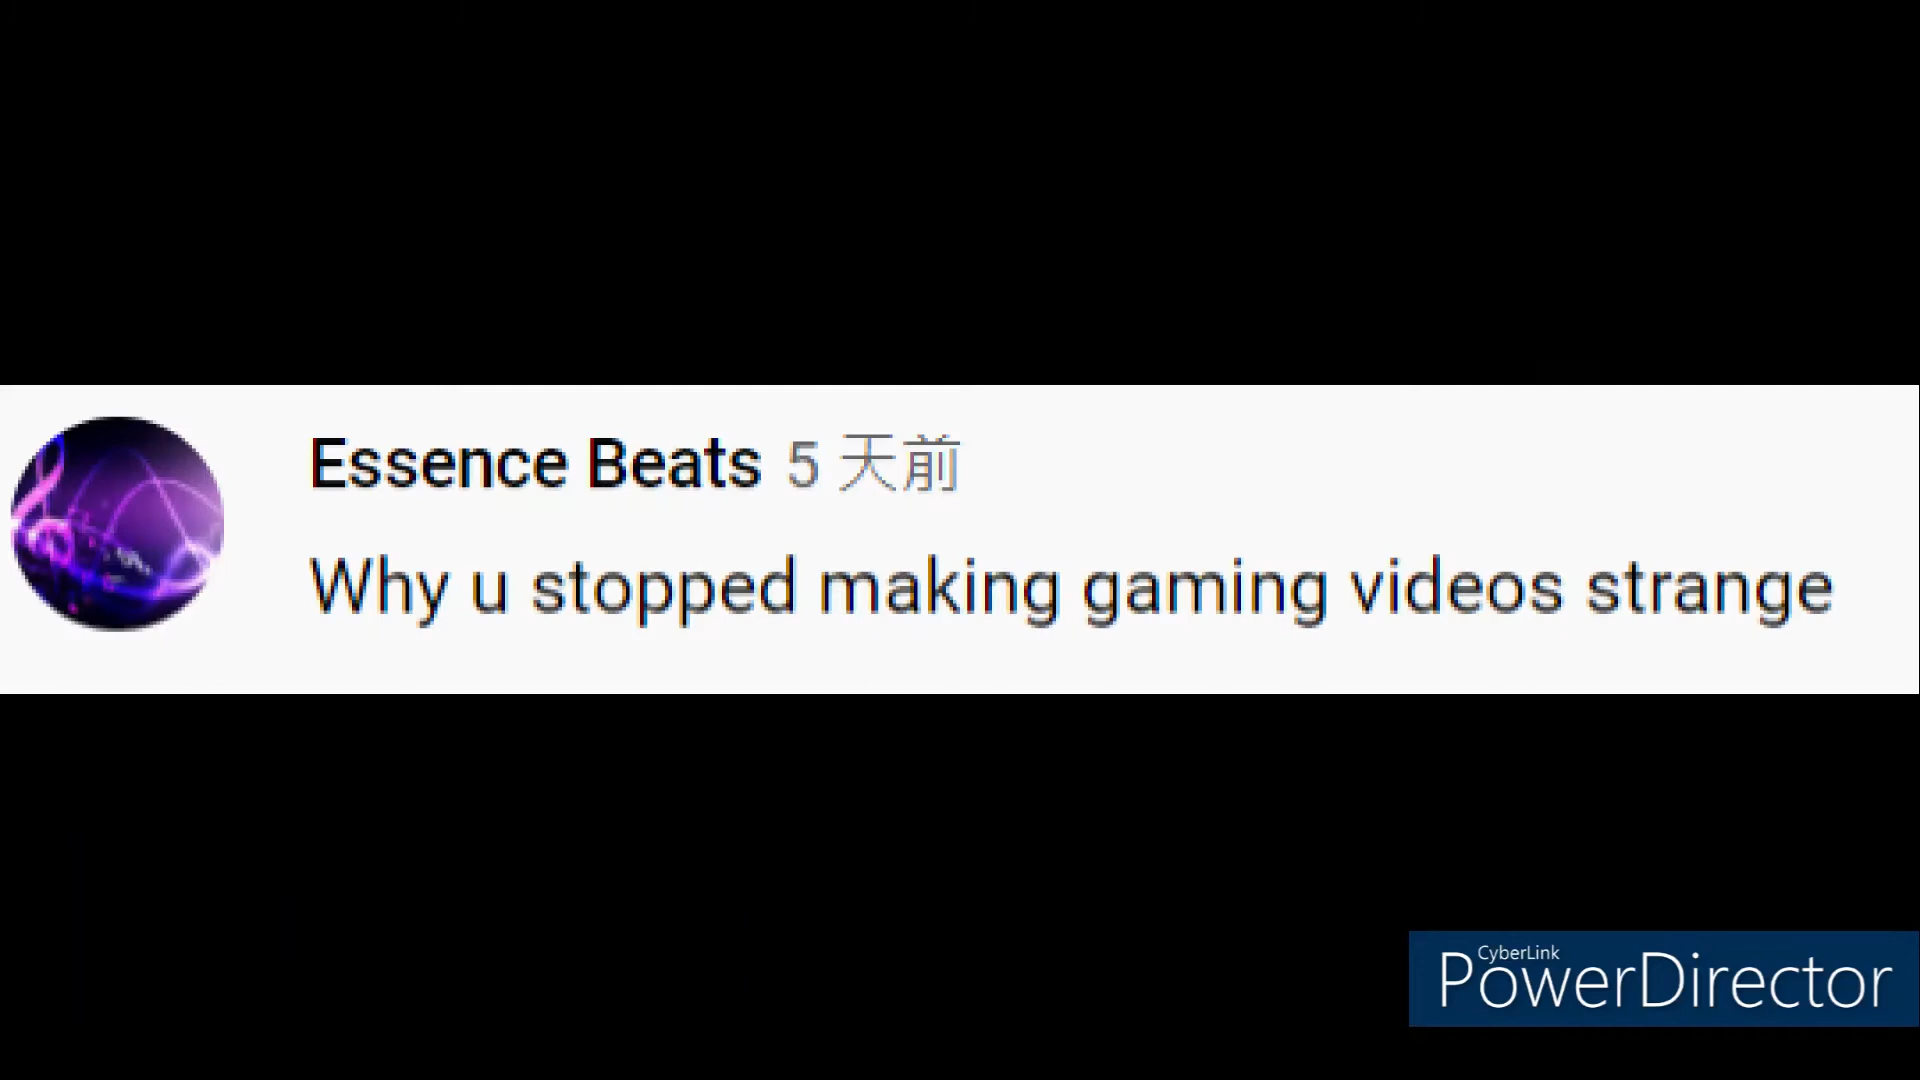 Essence Beats 5 天前
Why u stopped making gaming videos strange
CyberLink
PowerDirector